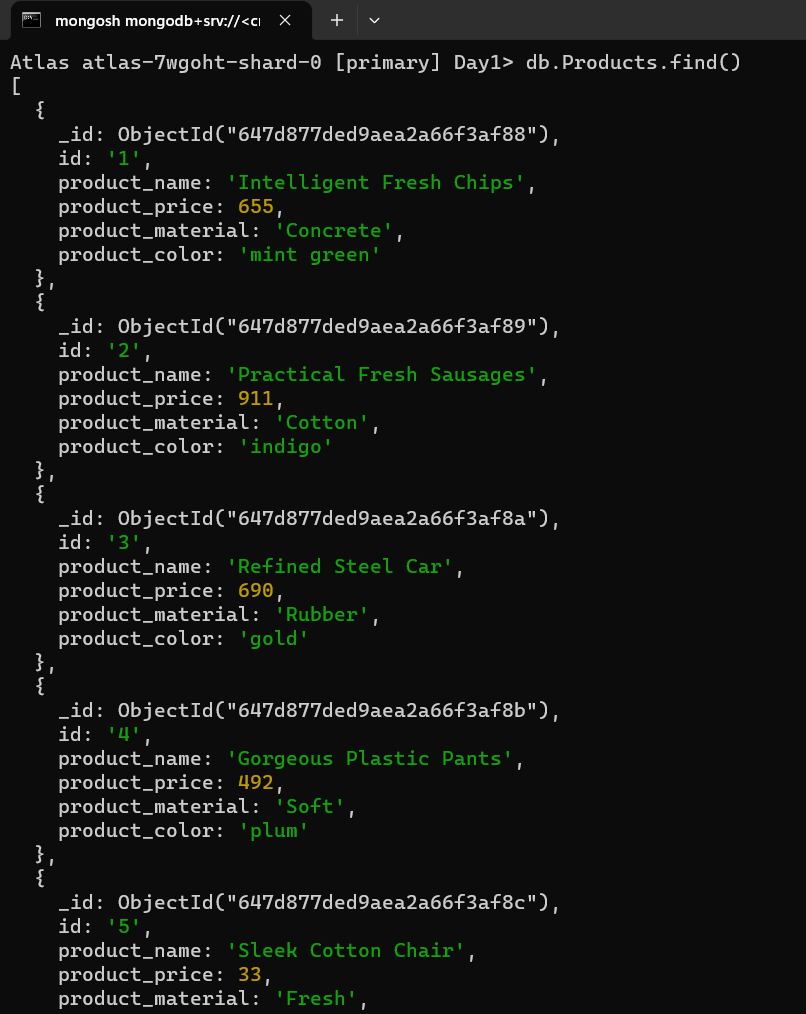 mongosh mongodb+srv://<cr
Atlas atlas-7wgoht-shard-0 [primary] Day1> db.Products.find()
[
  {
    _id: ObjectId("647d877ded9aea2a66f3af88"),
    id: '1',
    product_name: 'Intelligent Fresh Chips',
    product_price: 655,
    product_material: 'Concrete',
    product_color: 'mint green'
  },
  {
    _id: ObjectId("647d877ded9aea2a66f3af89"),
    id: '2',
    product_name: 'Practical Fresh Sausages',
    product_price: 911,
    product_material: 'Cotton',
    product_color: 'indigo'
  },
  {
    _id: ObjectId("647d877ded9aea2a66f3af8a"),
    id: '3',
    product_name: 'Refined Steel Car',
    product_price: 690,
    product_material: 'Rubber',
    product_color: 'gold'
  },
  {
    _id: ObjectId("647d877ded9aea2a66f3af8b"),
    id: '4',
    product_name: 'Gorgeous Plastic Pants',
    product_price: 492,
    product_material: 'Soft',
    product_color: 'plum'
  },
  {
    _id: ObjectId("647d877ded9aea2a66f3af8c"),
    id: '5',
    product_name: 'Sleek Cotton Chair',
    product_price: 33,
    product_material: 'Fresh',